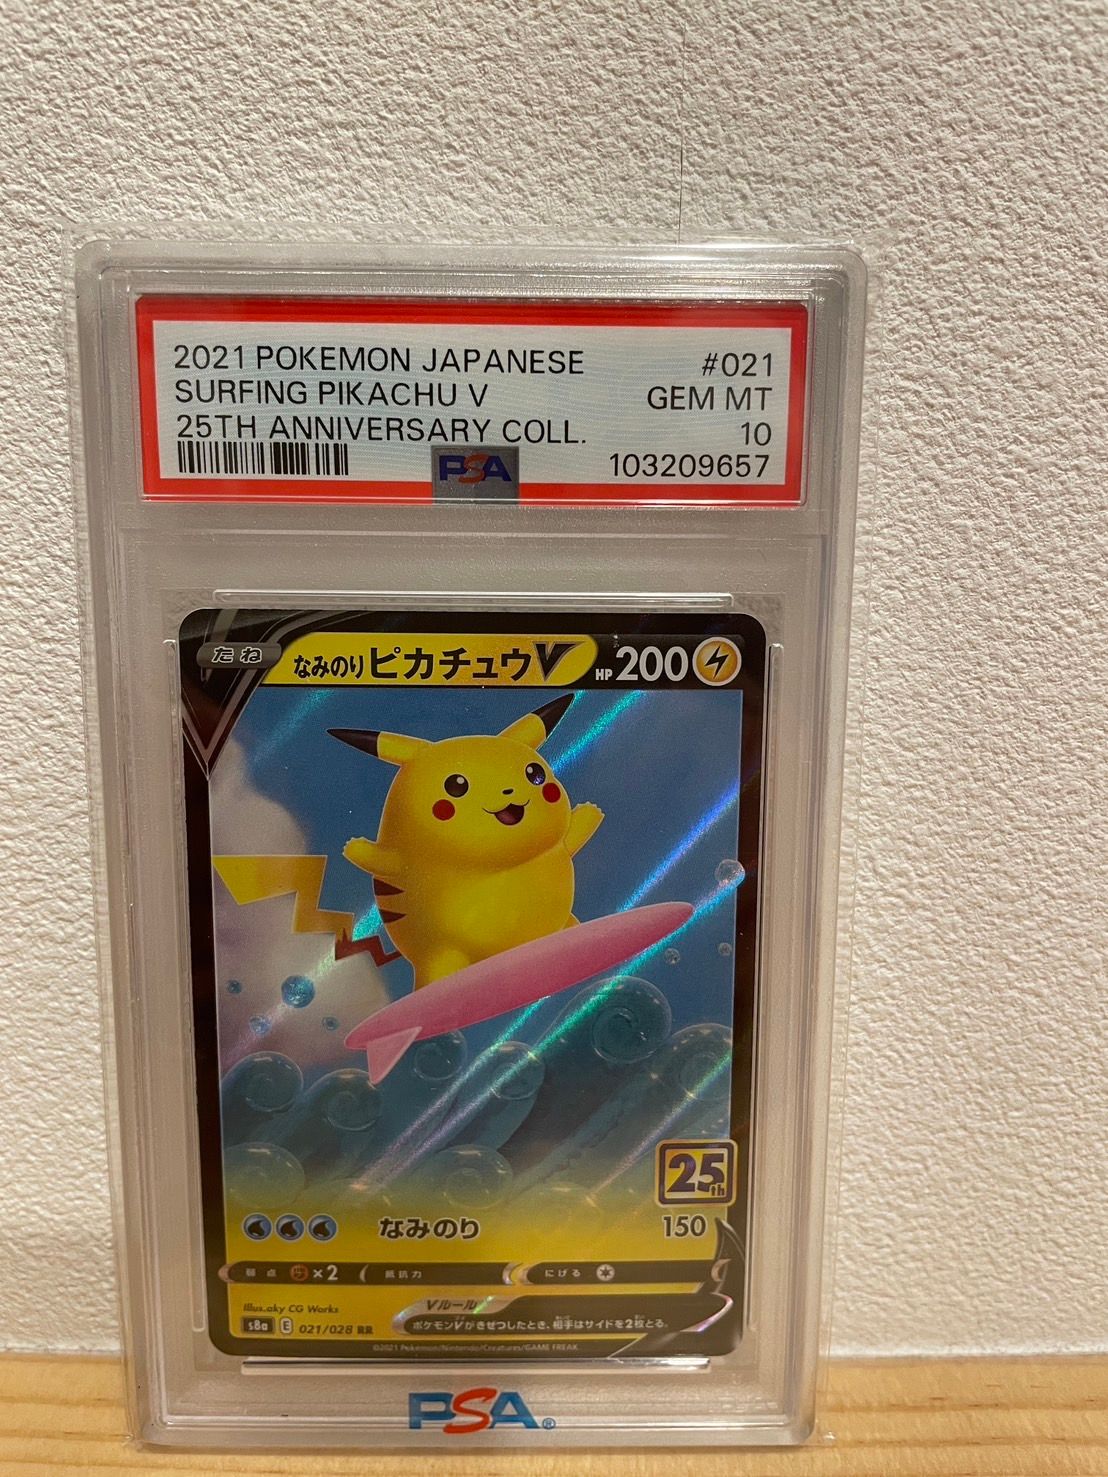 2021 POKEMON JAPANESE #021
SURFING PIKACHU V GEM MT
25TH ANNIVERSARY COLL. 10
PSA 103209657
たね なみのりピカチュウV HP 200
25th
なみのり 150
弱点 ×2 抵抗力 にげる
Illus.aky CG Works Vルール
s8a E 021/028 RR ポケモンVがきぜつしたとき、相手はサイドを2枚とる。
©2021 Pokémon/Nintendo/Creatures/GAME FREAK
PSA®